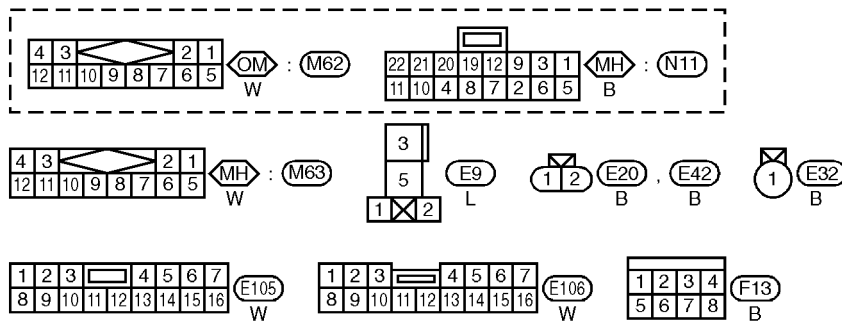 4 3 2 1 22 21 20 19 12 9 3 1
12 11 10 9 8 7 6 5 OM : M62 11 10 4 8 7 2 6 5 MH : N11
W B
4 3 2 1 3
12 11 10 9 8 7 6 5 MH : M63 5 E9 1 2 E20 , E42 1 E32
W 1 2 L B B B
1 2 3 4 5 6 7 1 2 3 4 5 6 7 1 2 3 4
8 9 10 11 12 13 14 15 16 E105 8 9 10 11 12 13 14 15 16 E106 5 6 7 8 F13
W W B